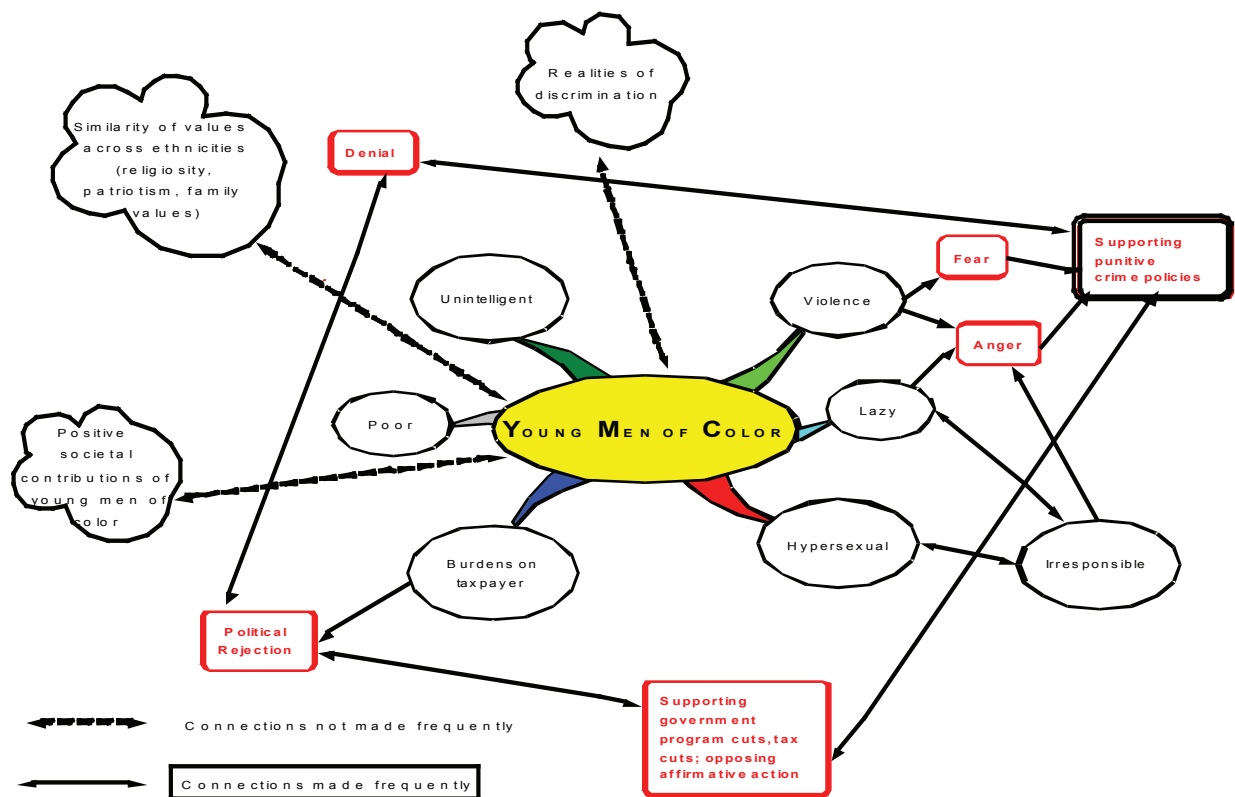 Realities of
discrimination
Similarity of values
across ethnicities
(religiosity,
patriotism, family
values)
Denial
Supporting
punitive
crime policies
Fear
Unintelligent
Violence
Anger
Poor
YOUNG MEN OF COLOR
Lazy
Positive
societal
contributions of
young men of
color
Burdens on
taxpayer
Hypersexual
Irresponsible
Political
Rejection
Supporting
government
program cuts, tax
cuts; opposing
affirmative action
Connections not made frequently
Connections made frequently